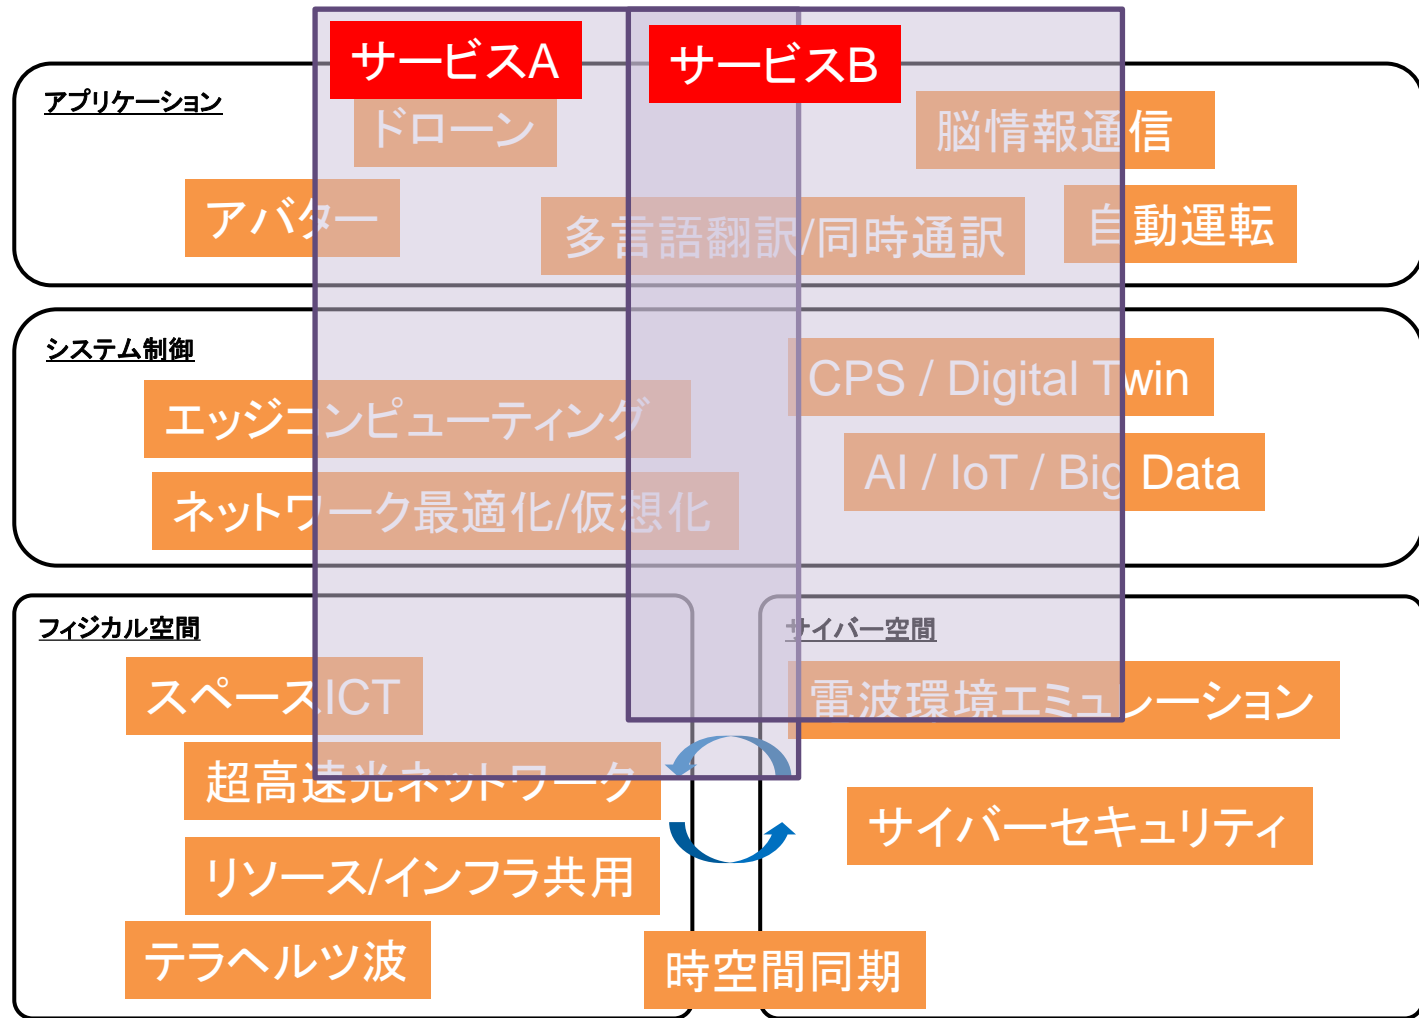 サービスA
サービスB
アプリケーション
ドローン
脳情報通信
アバター
多言語翻訳/同時通訳
自動運転
システム制御
CPS / Digital Twin
エッジコンピューティング
AI / IoT / Big Data
ネットワーク最適化/仮想化
フィジカル空間
サイバー空間
スペースICT
電波環境エミュレーション
超高速光ネットワーク
サイバーセキュリティ
リソース/インフラ共用
テラヘルツ波
時空間同期